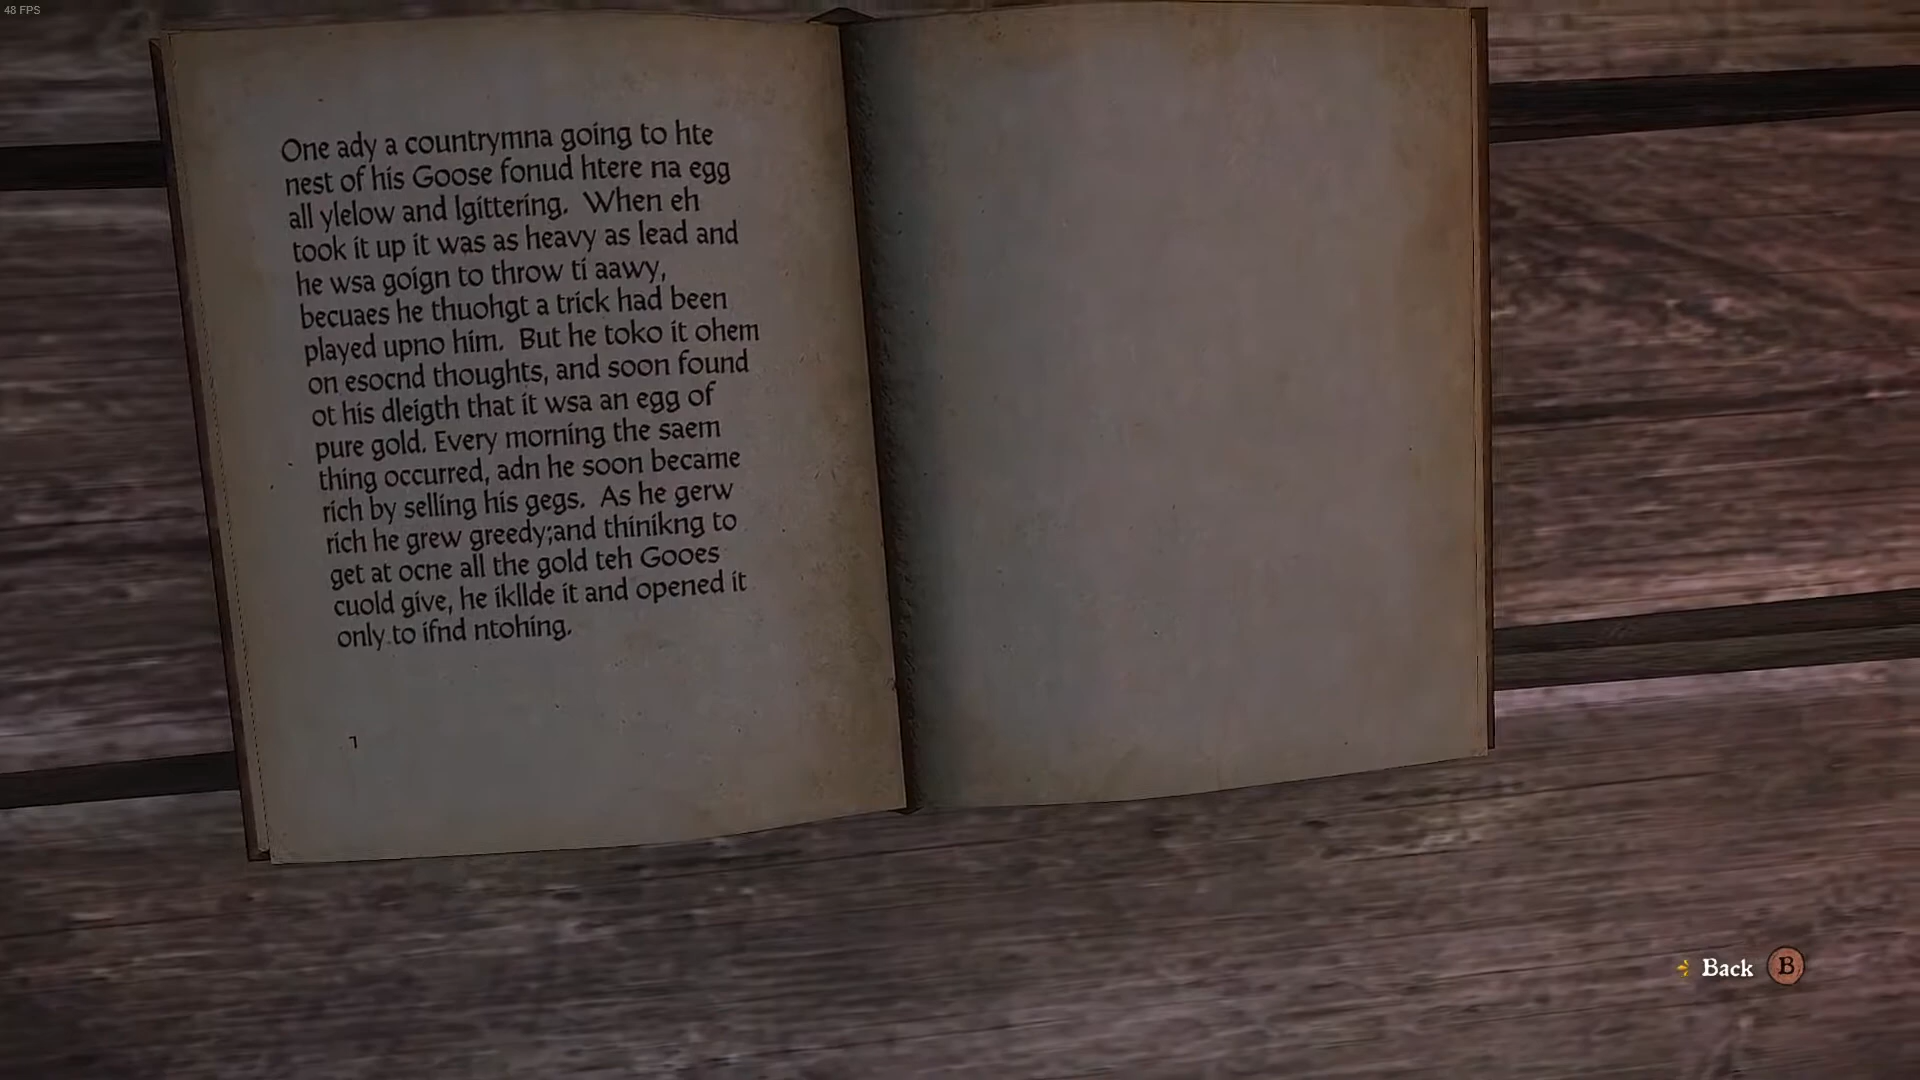 48 FPS
One ady a countrymna going to hte
nest of his Goose fonud htere na egg
all ylelow and lgittering. When eh
took it up it was as heavy as lead and
he wsa goign to throw ti aawy,
becuaes he thuohgt a trick had been
played upno him. But he toko it ohem
on esocnd thoughts, and soon found
ot his dleigth that it wsa an egg of
pure gold. Every morning the saem
thing occurred, adn he soon became
rich by selling his gegs. As he gerw
rich he grew greedy;and thinikng to
get at ocne all the gold teh Gooes
cuold give, he ikllde it and opened it
only to ifnd ntohing.
1
Back B